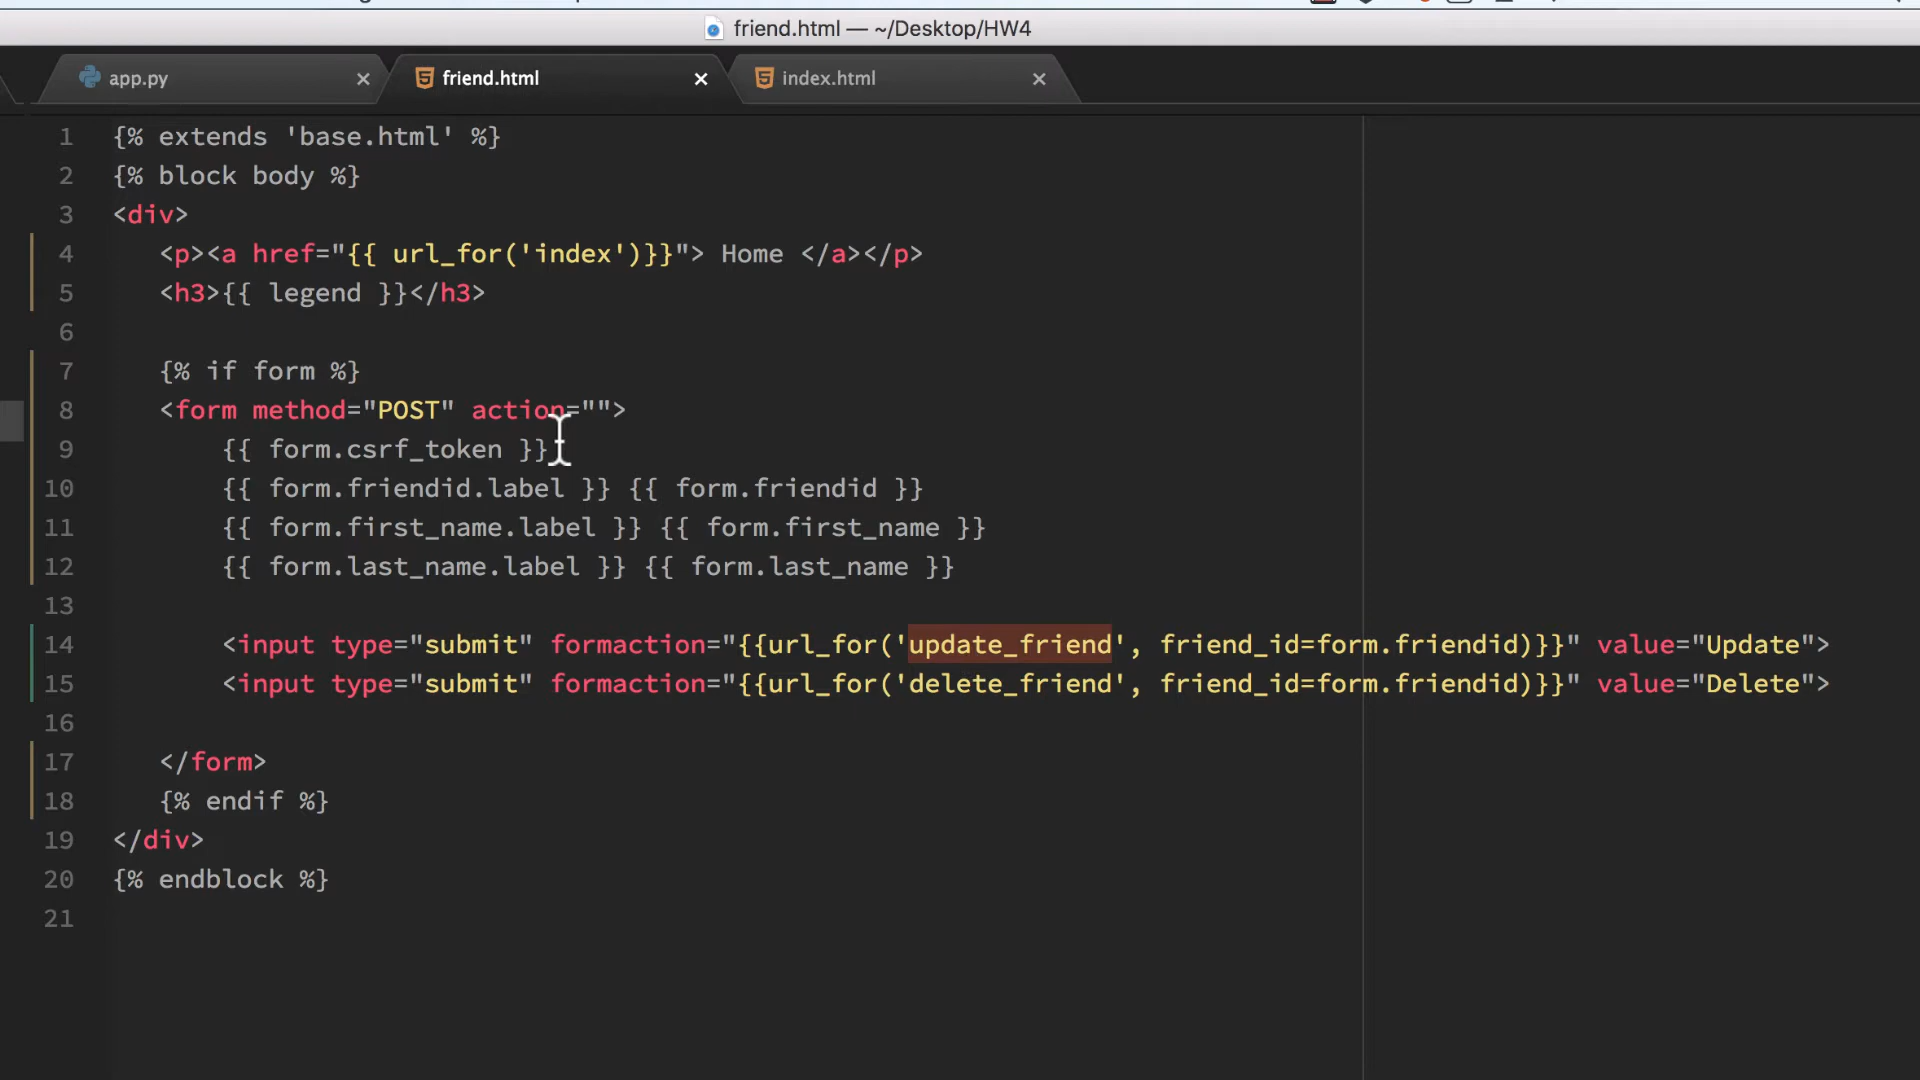 friend.html — ~/Desktop/HW4
app.py
friend.html
index.html
1 {% extends 'base.html' %}
2 {% block body %}
3 <div>
4 <p><a href="{{ url_for('index')}}"> Home </a></p>
5 <h3>{{ legend }}</h3>
6
7 {% if form %}
8 <form method="POST" action="">
9 {{ form.csrf_token }}
10 {{ form.friendid.label }} {{ form.friendid }}
11 {{ form.first_name.label }} {{ form.first_name }}
12 {{ form.last_name.label }} {{ form.last_name }}
13
14 <input type="submit" formaction="{{url_for('update_friend', friend_id=form.friendid)}}" value="Update">
15 <input type="submit" formaction="{{url_for('delete_friend', friend_id=form.friendid)}}" value="Delete">
16
17 </form>
18 {% endif %}
19 </div>
20 {% endblock %}
21